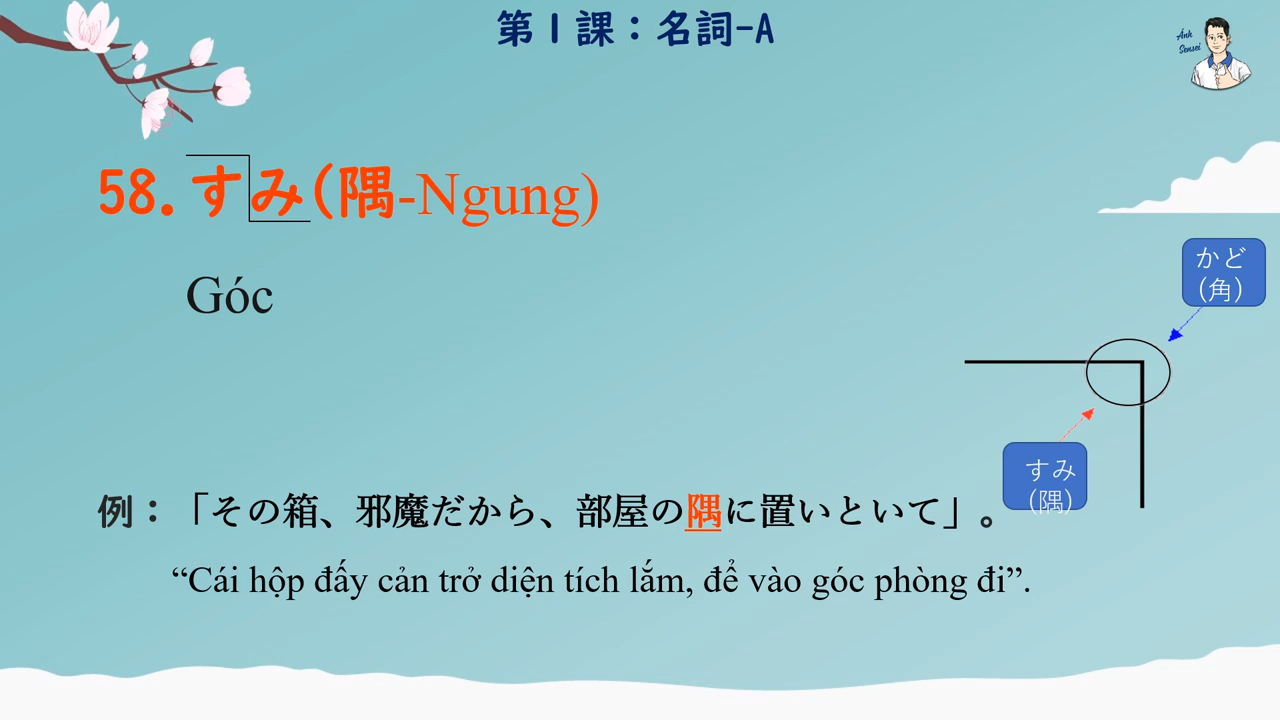 第1課：名詞-A
Anh
Sensei
58. すみ(隅-Ngung)
Góc
かど
(角)
すみ
(隅)
例：「その箱、邪魔だから、部屋の隅に置いといて」。
“Cái hộp đấy cản trở diện tích lắm, để vào góc phòng đi”.